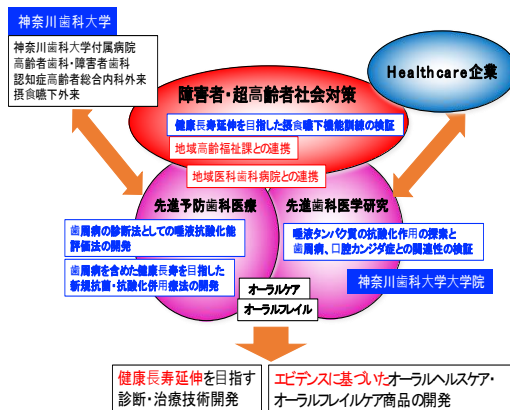 神奈川歯科大学
神奈川歯科大学付属病院
高齢者歯科・障害者歯科
認知症高齢者総合内科外来
摂食嚥下外来
Healthcare企業
障害者・超高齢者社会対策
健康長寿延伸を目指した摂食嚥下機能訓練の検証
地域高齢福祉課との連携
地域医科歯科病院との連携
先進予防歯科医療
歯周病の診断法としての唾液抗酸化能
評価法の開発
歯周病を含めた健康長寿を目指した
新規抗菌・抗酸化併用療法の開発
先進歯科医学研究
唾液タンパク質の抗酸化作用の探索と
歯周病、口腔カンジダ症との関連性の検証
神奈川歯科大学大学院
オーラルケア
オーラルフレイル
健康長寿延伸を目指す
診断・治療技術開発
エビデンスに基づいたオーラルヘルスケア・
オーラルフレイルケア商品の開発